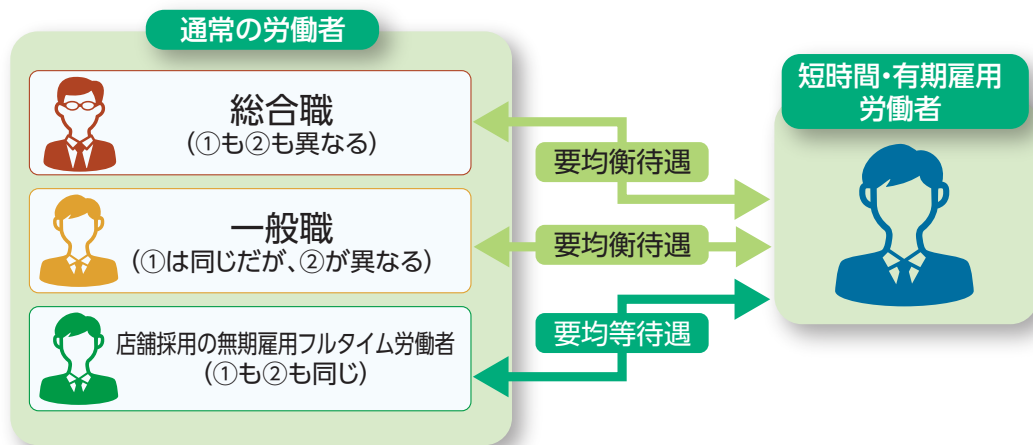 通常の労働者
総合職
(①も②も異なる)
一般職
(①は同じだが、②が異なる)
店舗採用の無期雇用フルタイム労働者
(①も②も同じ)
要均衡待遇
要均衡待遇
要均等待遇
短時間・有期雇用
労働者